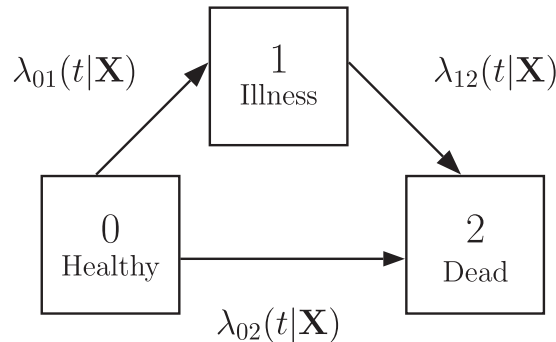 1
Illness
λ₀₁(t|𝐗)
λ₁₂(t|𝐗)
0
Healthy
2
Dead
λ₀₂(t|𝐗)